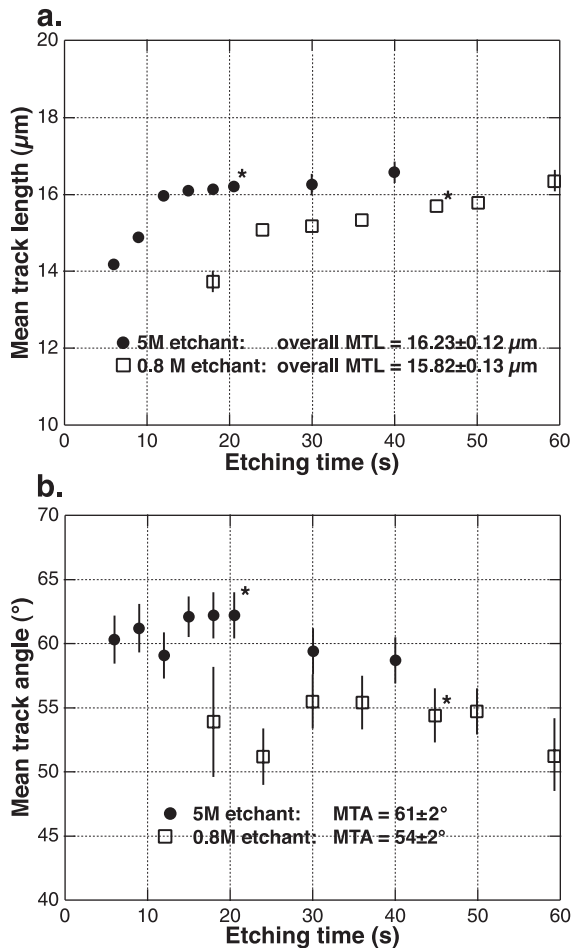 a.
20
18
16
14
12
10
Mean track length (µm)
*
*
5M etchant: overall MTL = 16.23±0.12 µm
0.8 M etchant: overall MTL = 15.82±0.13 µm
0 10 20 30 40 50 60
Etching time (s)
b.
70
65
60
55
50
45
40
Mean track angle (°)
*
*
5M etchant: MTA = 61±2°
0.8M etchant: MTA = 54±2°
0 10 20 30 40 50 60
Etching time (s)